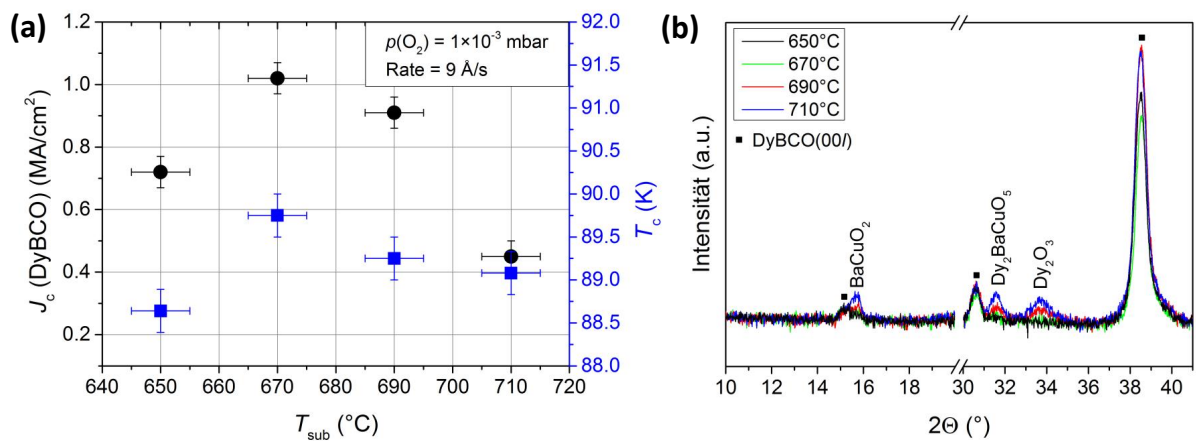 (a)
p(O₂) = 1×10⁻³ mbar
Rate = 9 Å/s
J_c (DyBCO) (MA/cm²)
1.2
1.0
0.8
0.6
0.4
0.2
640 650 660 670 680 690 700 710 720
T_sub (°C)
92.0
91.5
91.0
90.5
90.0
89.5
89.0
88.5
88.0
T_c (K)
(b)
650°C
670°C
690°C
710°C
DyBCO(00l)
Intensität (a.u.)
BaCuO₂
Dy₂BaCuO₅
Dy₂O₃
10 12 14 16 18 20 30 32 34 36 38 40
2Θ (°)